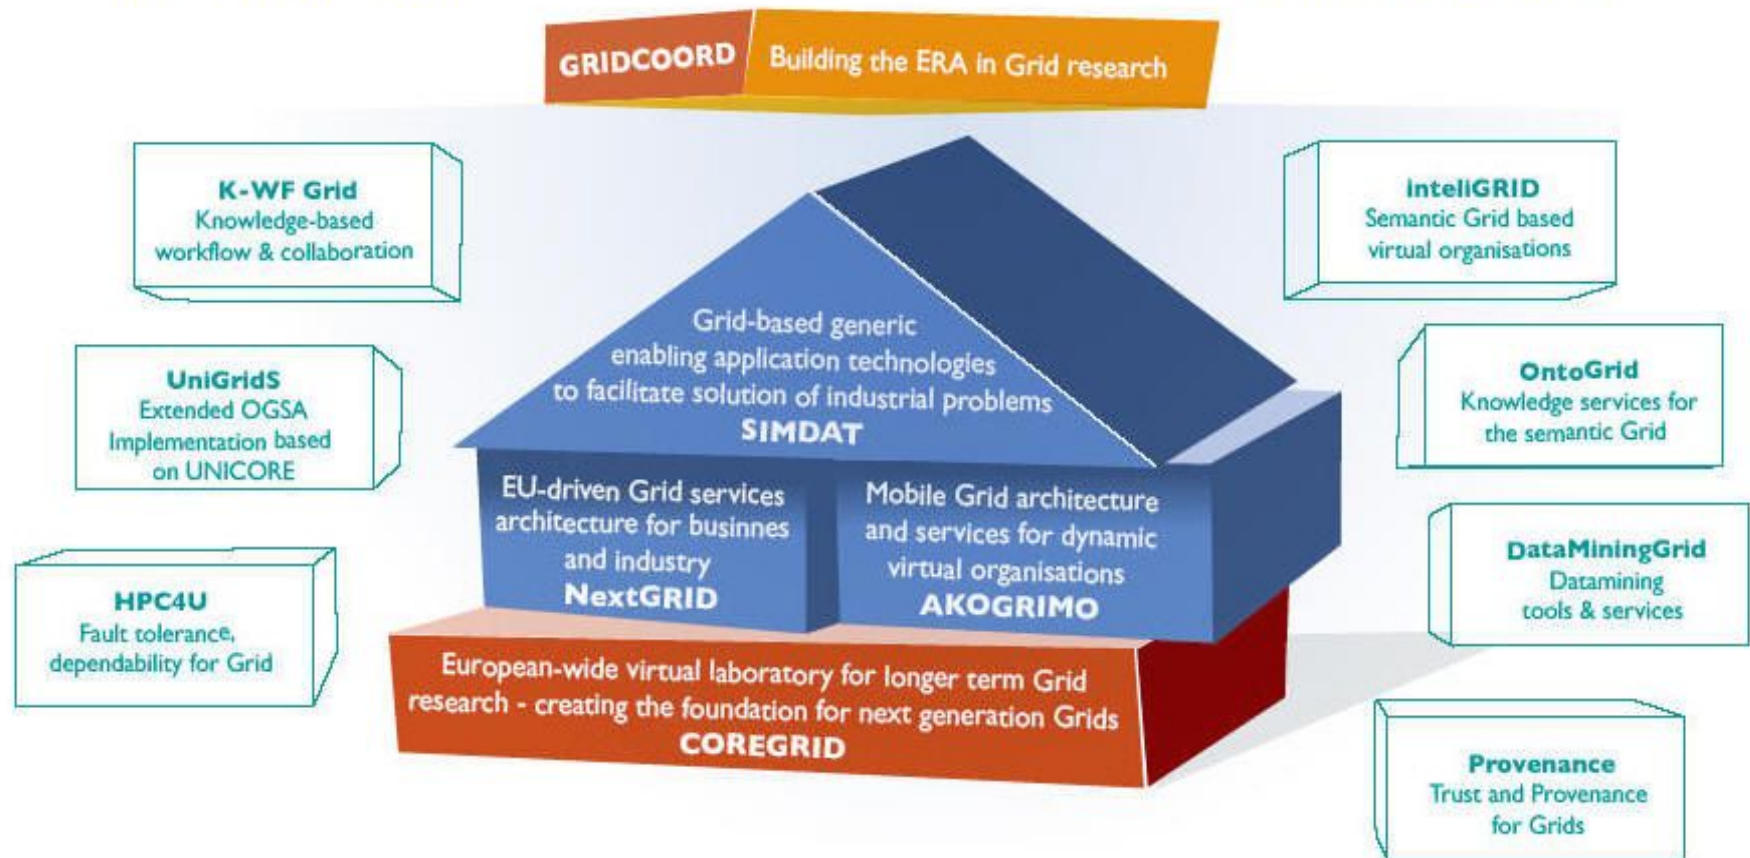 GRIDCOORD Building the ERA in Grid research
K-WF Grid
Knowledge-based
workflow & collaboration
UniGridS
Extended OGSA
Implementation based
on UNICORE
HPC4U
Fault tolerance,
dependability for Grid
Grid-based generic
enabling application technologies
to facilitate solution of industrial problems
SIMDAT
EU-driven Grid services
architecture for businnes
and industry
NextGRID
Mobile Grid architecture
and services for dynamic
virtual organisations
AKOGRIMO
European-wide virtual laboratory for longer term Grid
research - creating the foundation for next generation Grids
COREGRID
inteliGRID
Semantic Grid based
virtual organisations
OntoGrid
Knowledge services for
the semantic Grid
DataMiningGrid
Datamining
tools & services
Provenance
Trust and Provenance
for Grids